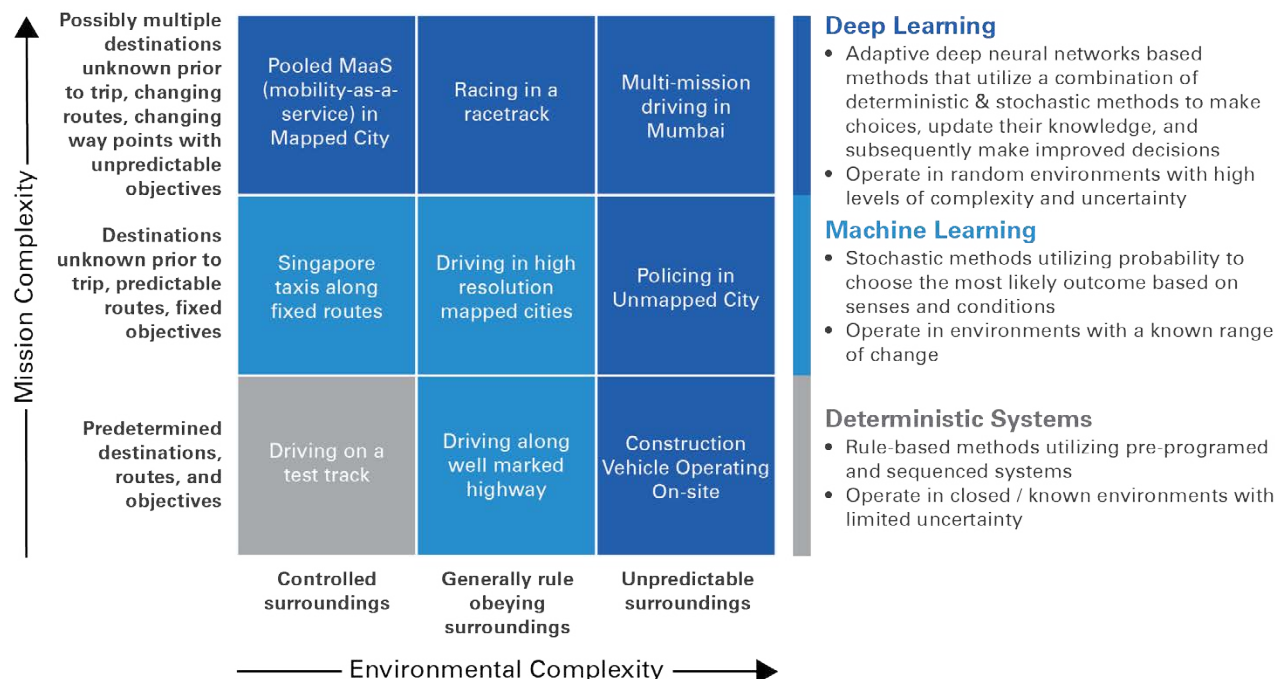 Mission Complexity
Possibly multiple
destinations
unknown prior
to trip, changing
routes, changing
way points with
unpredictable
objectives
Pooled MaaS
(mobility-as-a-
service) in
Mapped City
Racing in a
racetrack
Multi-mission
driving in
Mumbai
Destinations
unknown prior to
trip, predictable
routes, fixed
objectives
Singapore
taxis along
fixed routes
Driving in high
resolution
mapped cities
Policing in
Unmapped City
Predetermined
destinations,
routes, and
objectives
Driving on a
test track
Driving along
well marked
highway
Construction
Vehicle Operating
On-site
Controlled
surroundings
Generally rule
obeying
surroundings
Unpredictable
surroundings
Environmental Complexity
Deep Learning
• Adaptive deep neural networks based
methods that utilize a combination of
deterministic & stochastic methods to make
choices, update their knowledge, and
subsequently make improved decisions
• Operate in random environments with high
levels of complexity and uncertainty
Machine Learning
• Stochastic methods utilizing probability to
choose the most likely outcome based on
senses and conditions
• Operate in environments with a known range
of change
Deterministic Systems
• Rule-based methods utilizing pre-programed
and sequenced systems
• Operate in closed / known environments with
limited uncertainty